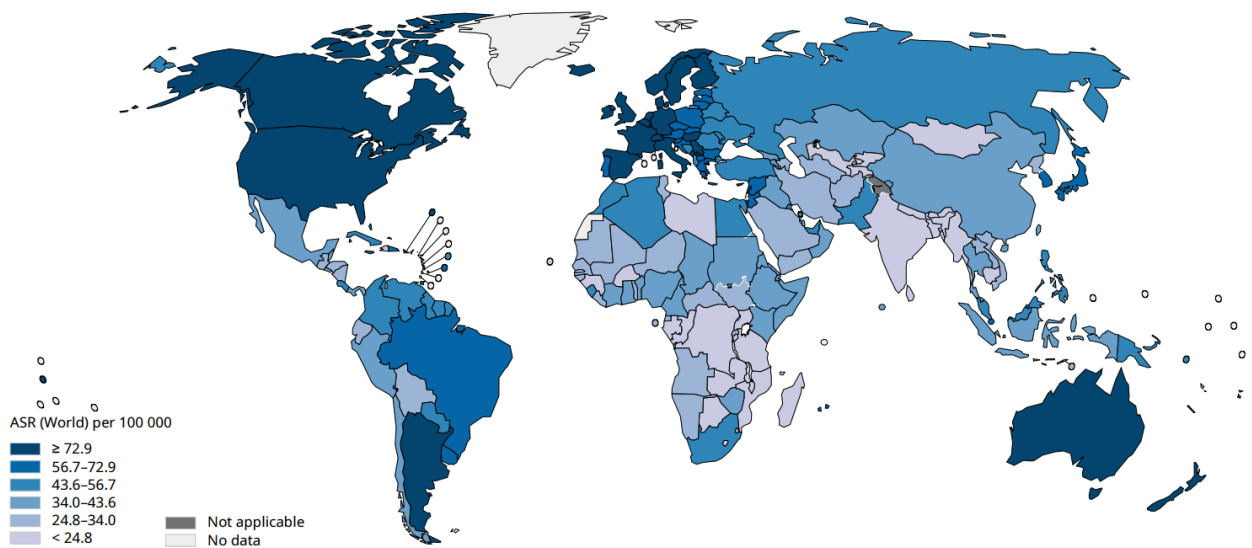 ASR (World) per 100 000
≥ 72.9
56.7–72.9
43.6–56.7
34.0–43.6
24.8–34.0
< 24.8
Not applicable
No data